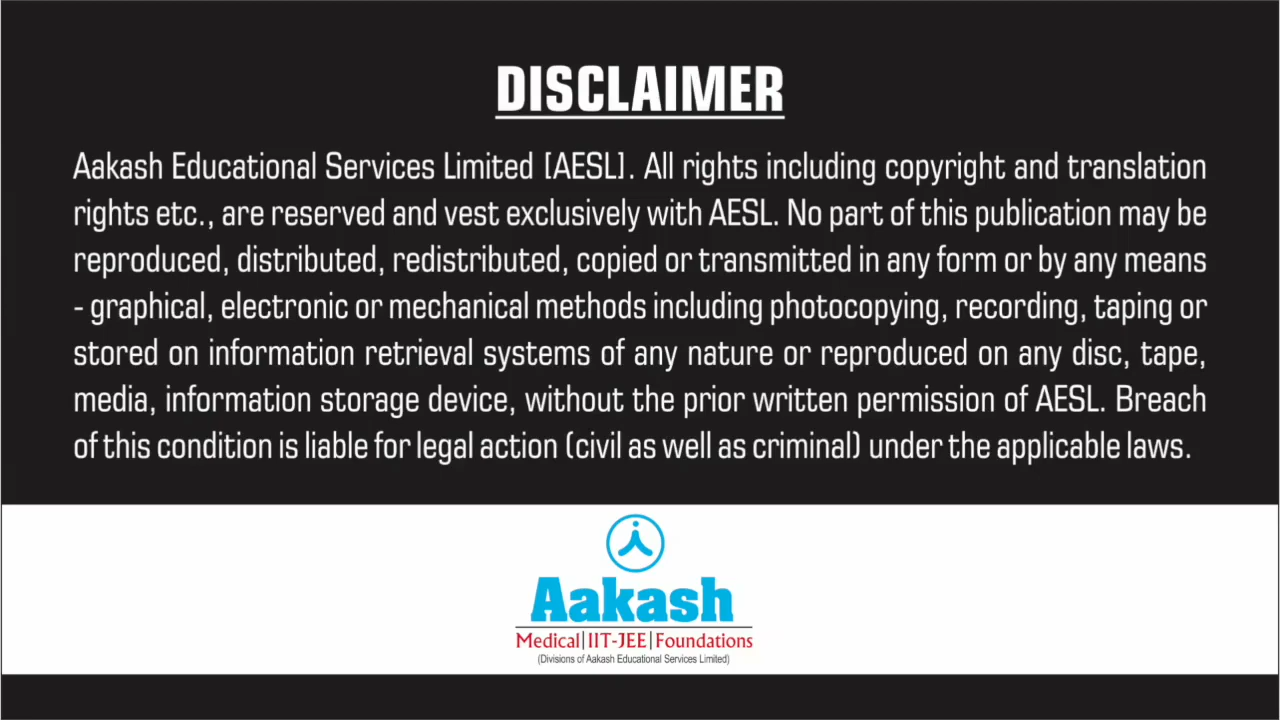 DISCLAIMER
Aakash Educational Services Limited [AESL]. All rights including copyright and translation
rights etc., are reserved and vest exclusively with AESL. No part of this publication may be
reproduced, distributed, redistributed, copied or transmitted in any form or by any means
- graphical, electronic or mechanical methods including photocopying, recording, taping or
stored on information retrieval systems of any nature or reproduced on any disc, tape,
media, information storage device, without the prior written permission of AESL. Breach
of this condition is liable for legal action (civil as well as criminal) under the applicable laws.
Aakash
Medical|IIT-JEE|Foundations
(Divisions of Aakash Educational Services Limited)